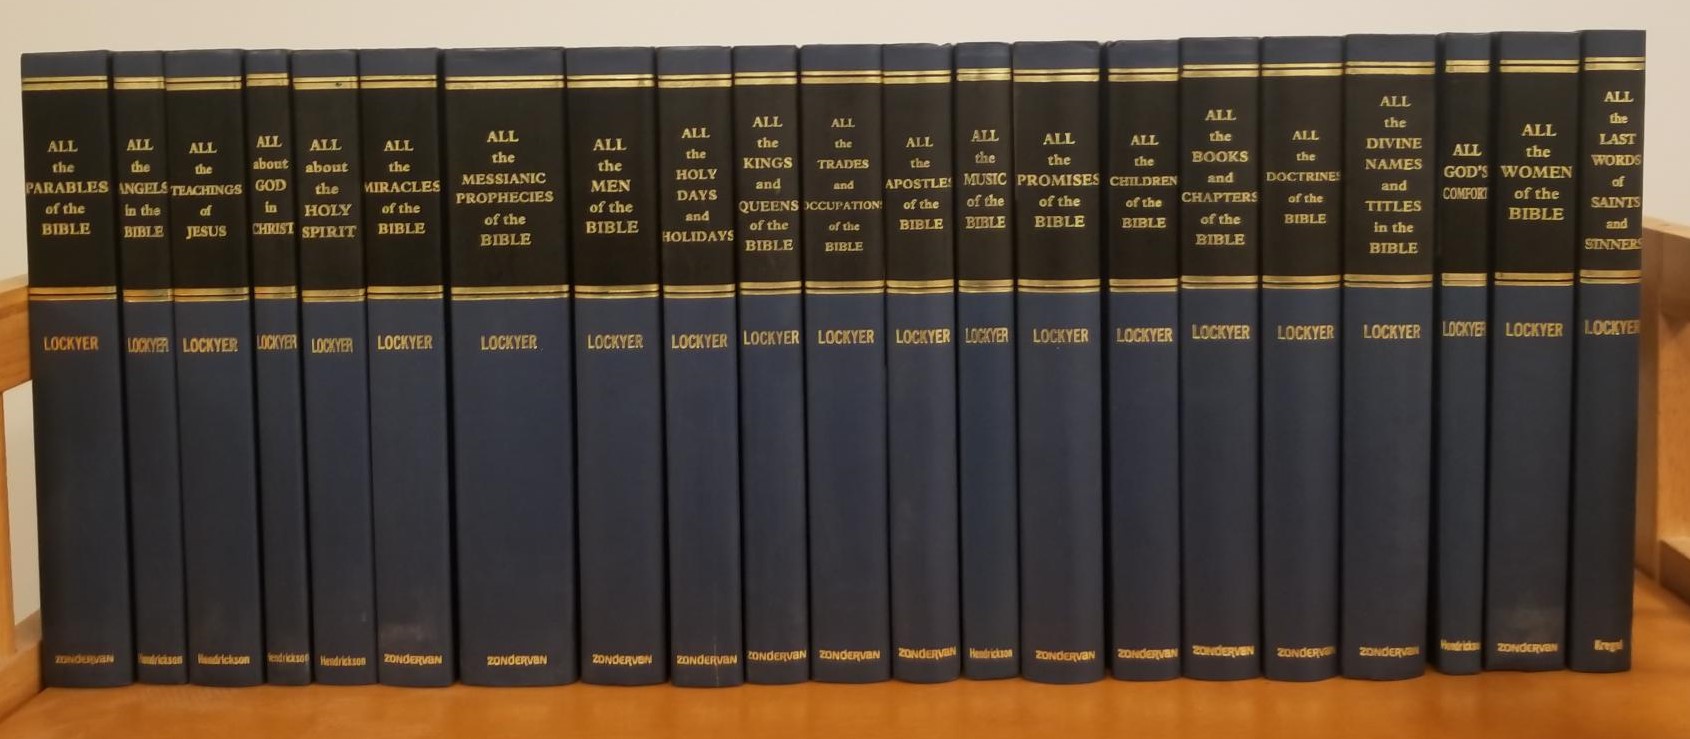 ALL
the
PARABLES
of the
BIBLE
LOCKYER
ZONDERVAN
ALL
the
ANGELS
in the
BIBLE
LOCKYER
Hendrickson
ALL
the
TEACHINGS
of
JESUS
LOCKYER
Hendrickson
ALL
about
GOD
in
CHRIST
LOCKYER
Hendrickson
ALL
about
the
HOLY
SPIRIT
LOCKYER
Hendrickson
ALL
the
MIRACLES
of the
BIBLE
LOCKYER
ZONDERVAN
ALL
the
MESSIANIC
PROPHECIES
of the
BIBLE
LOCKYER
ZONDERVAN
ALL
the
MEN
of the
BIBLE
LOCKYER
ZONDERVAN
ALL
the
HOLY
DAYS
and
HOLIDAYS
LOCKYER
ZONDERVAN
ALL
the
KINGS
and
QUEENS
of the
BIBLE
LOCKYER
ZONDERVAN
ALL
the
TRADES
and
OCCUPATIONS
of the
BIBLE
LOCKYER
ZONDERVAN
ALL
the
APOSTLES
of the
BIBLE
LOCKYER
ZONDERVAN
ALL
the
MUSIC
of the
BIBLE
LOCKYER
Hendrickson
ALL
the
PROMISES
of the
BIBLE
LOCKYER
ZONDERVAN
ALL
the
CHILDREN
of the
BIBLE
LOCKYER
ZONDERVAN
ALL
the
BOOKS
and
CHAPTERS
of the
BIBLE
LOCKYER
ZONDERVAN
ALL
the
DOCTRINES
of the
BIBLE
LOCKYER
ZONDERVAN
ALL
the
DIVINE
NAMES
and
TITLES
in the
BIBLE
LOCKYER
ZONDERVAN
ALL
GOD'S
COMFORT
LOCKYER
Hendrickson
ALL
the
WOMEN
of the
BIBLE
LOCKYER
ZONDERVAN
ALL
the
LAST
WORDS
of
SAINTS
and
SINNERS
LOCKYER
Kregel